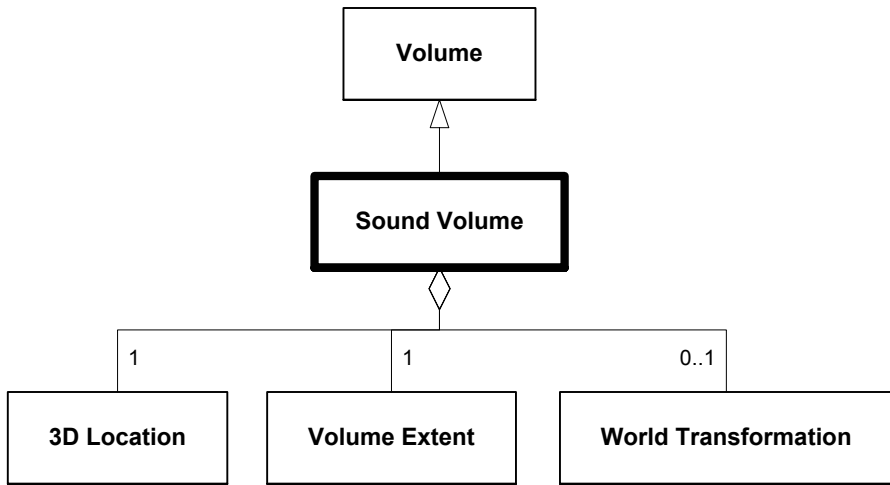 Volume
Sound Volume
1
1
0..1
3D Location
Volume Extent
World Transformation